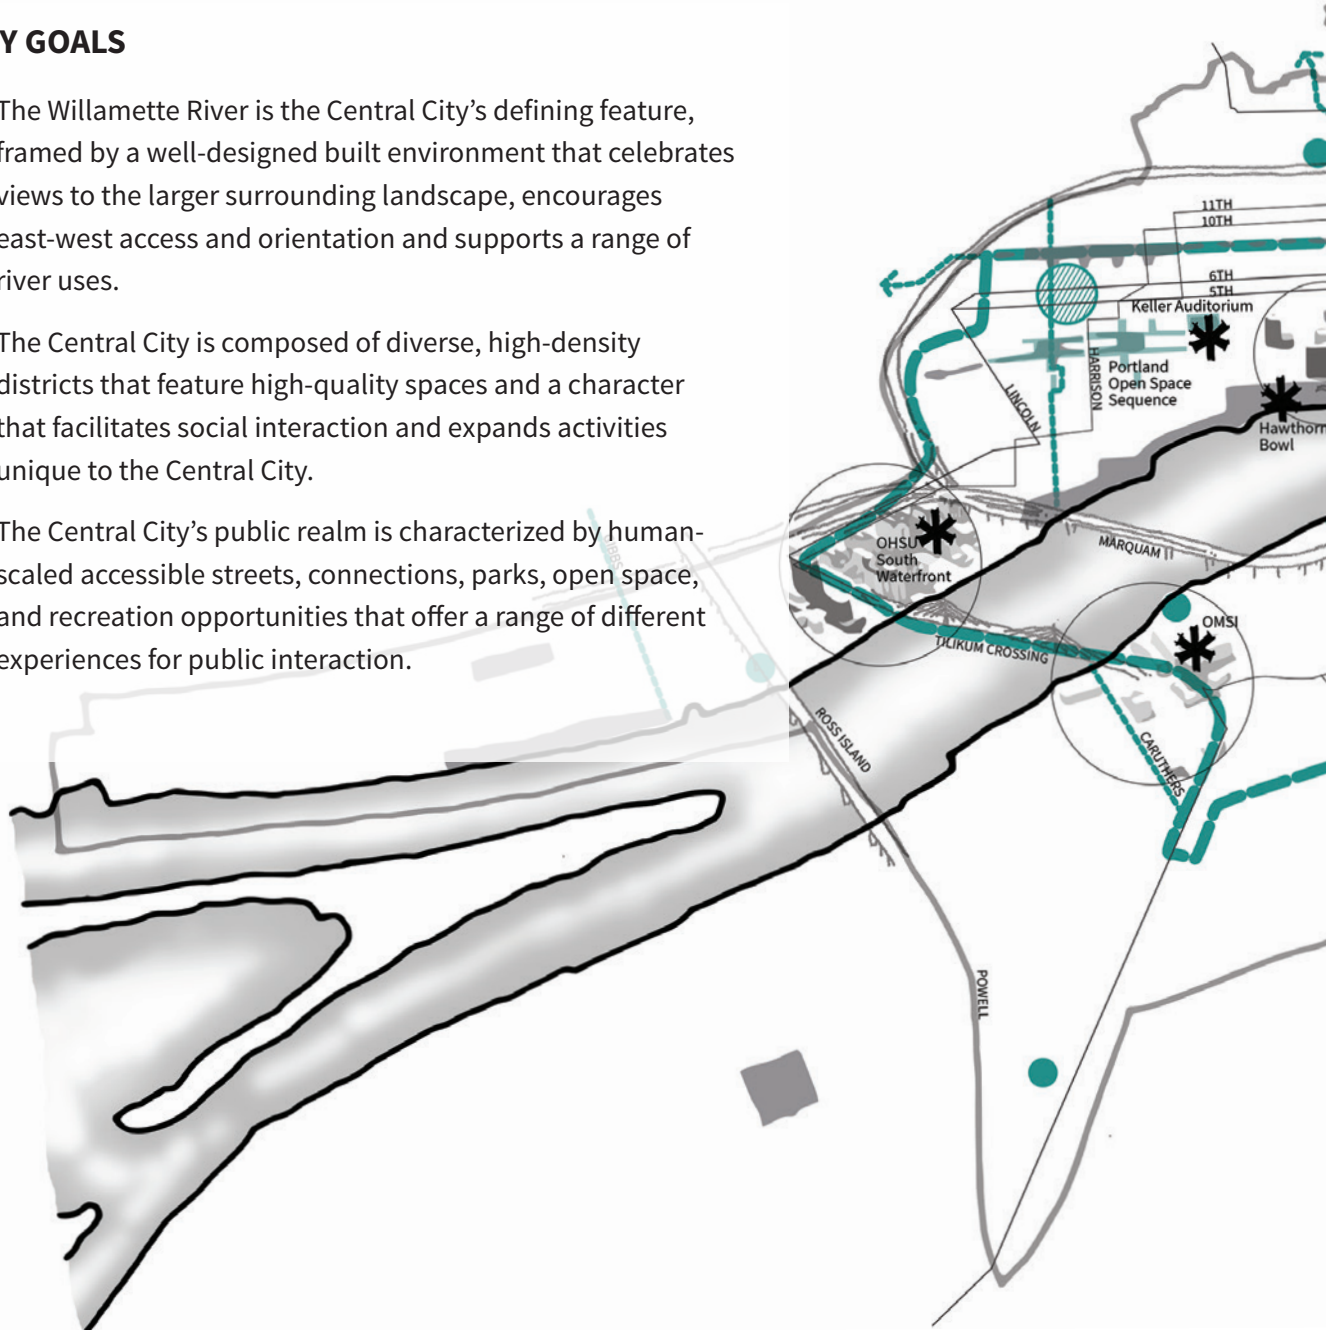 Y GOALS
The Willamette River is the Central City's defining feature,
framed by a well-designed built environment that celebrates
views to the larger surrounding landscape, encourages
east-west access and orientation and supports a range of
river uses.
The Central City is composed of diverse, high-density
districts that feature high-quality spaces and a character
that facilitates social interaction and expands activities
unique to the Central City.
The Central City's public realm is characterized by human-
scaled accessible streets, connections, parks, open space,
and recreation opportunities that offer a range of different
experiences for public interaction.
11TH
10TH
6TH
5TH
Keller Auditorium
HARRISON
Portland
Open Space
Sequence
LINCOLN
Hawthorn
Bowl
MARQUAM
OHSU
South
Waterfront
GIBBS
OMSI
TILIKUM CROSSING
ROSS ISLAND
CARUTHERS
POWELL